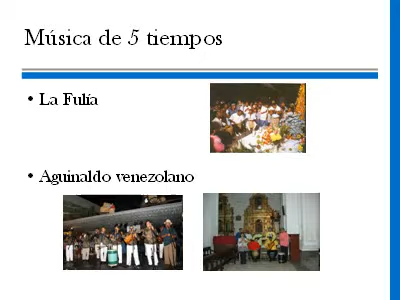 Música de 5 tiempos
• La Fulía
• Aguinaldo venezolano